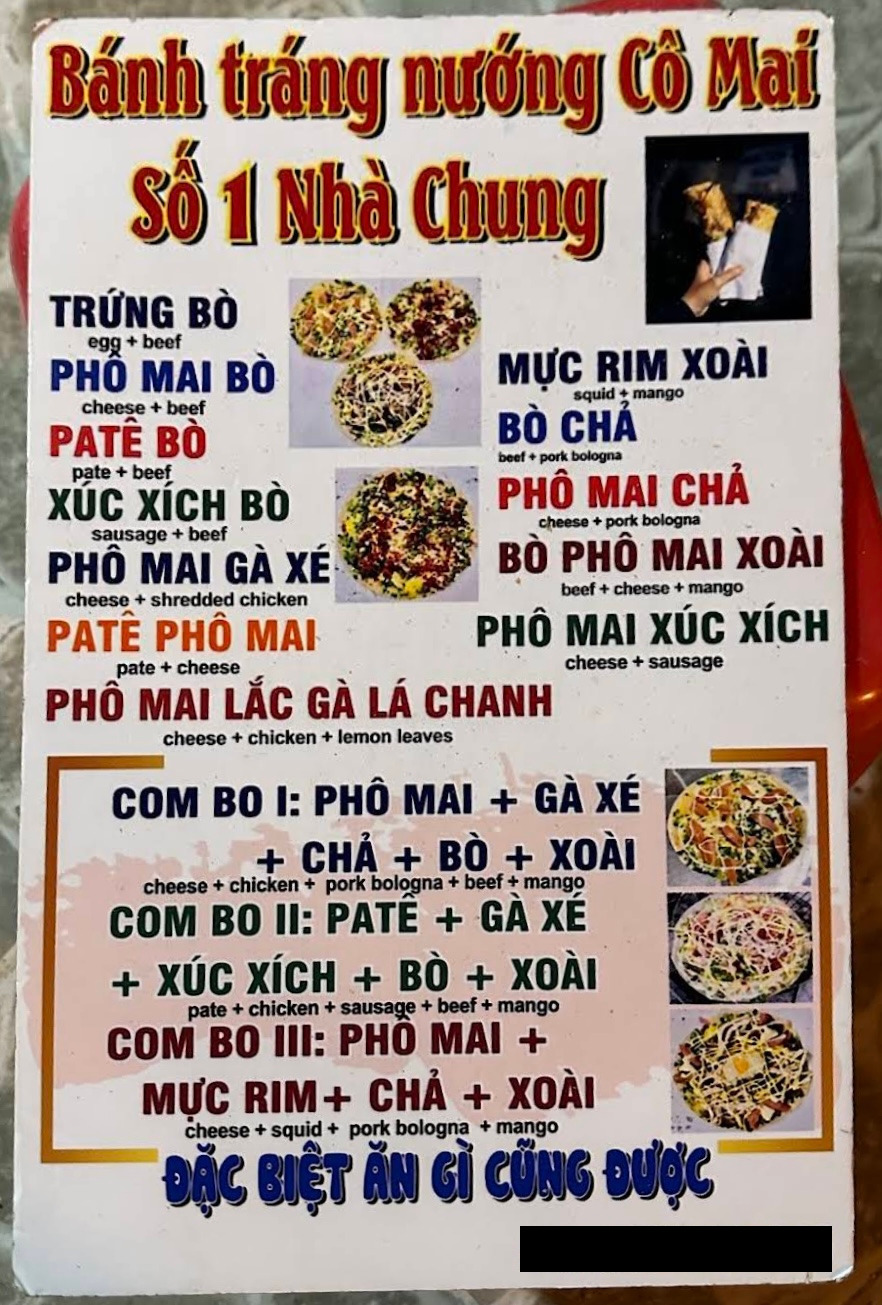 Bánh tráng nướng Cô Mai
Số 1 Nhà Chung
TRỨNG BÒ
egg + beef
PHÔ MAI BÒ
cheese + beef
PATÊ BÒ
pate + beef
XÚC XÍCH BÒ
sausage + beef
PHÔ MAI GÀ XÉ
cheese + shredded chicken
PATÊ PHÔ MAI
pate + cheese
PHÔ MAI LẮC GÀ LÁ CHANH
cheese + chicken + lemon leaves
MỰC RIM XOÀI
squid + mango
BÒ CHẢ
beef + pork bologna
PHÔ MAI CHẢ
cheese + pork bologna
BÒ PHÔ MAI XOÀI
beef + cheese + mango
PHÔ MAI XÚC XÍCH
cheese + sausage
COM BO I: PHÔ MAI + GÀ XÉ
+ CHẢ + BÒ + XOÀI
cheese + chicken + pork bologna + beef + mango
COM BO II: PATÊ + GÀ XÉ
+ XÚC XÍCH + BÒ + XOÀI
pate + chicken + sausage + beef + mango
COM BO III: PHÔ MAI +
MỰC RIM+ CHẢ + XOÀI
cheese + squid + pork bologna + mango
ĐẶC BIỆT ĂN GÌ CŨNG ĐƯỢC